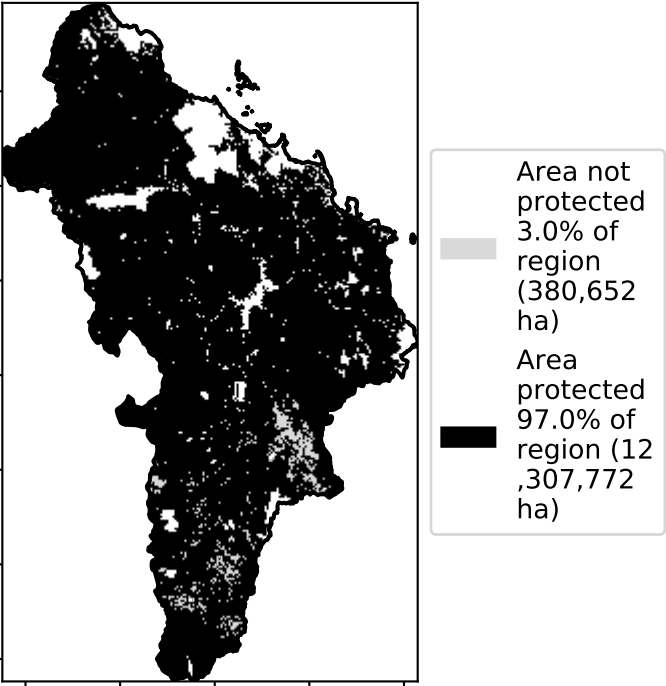 Area not
protected
3.0% of
region
(380,652
ha)
Area
protected
97.0% of
region (12
,307,772
ha)